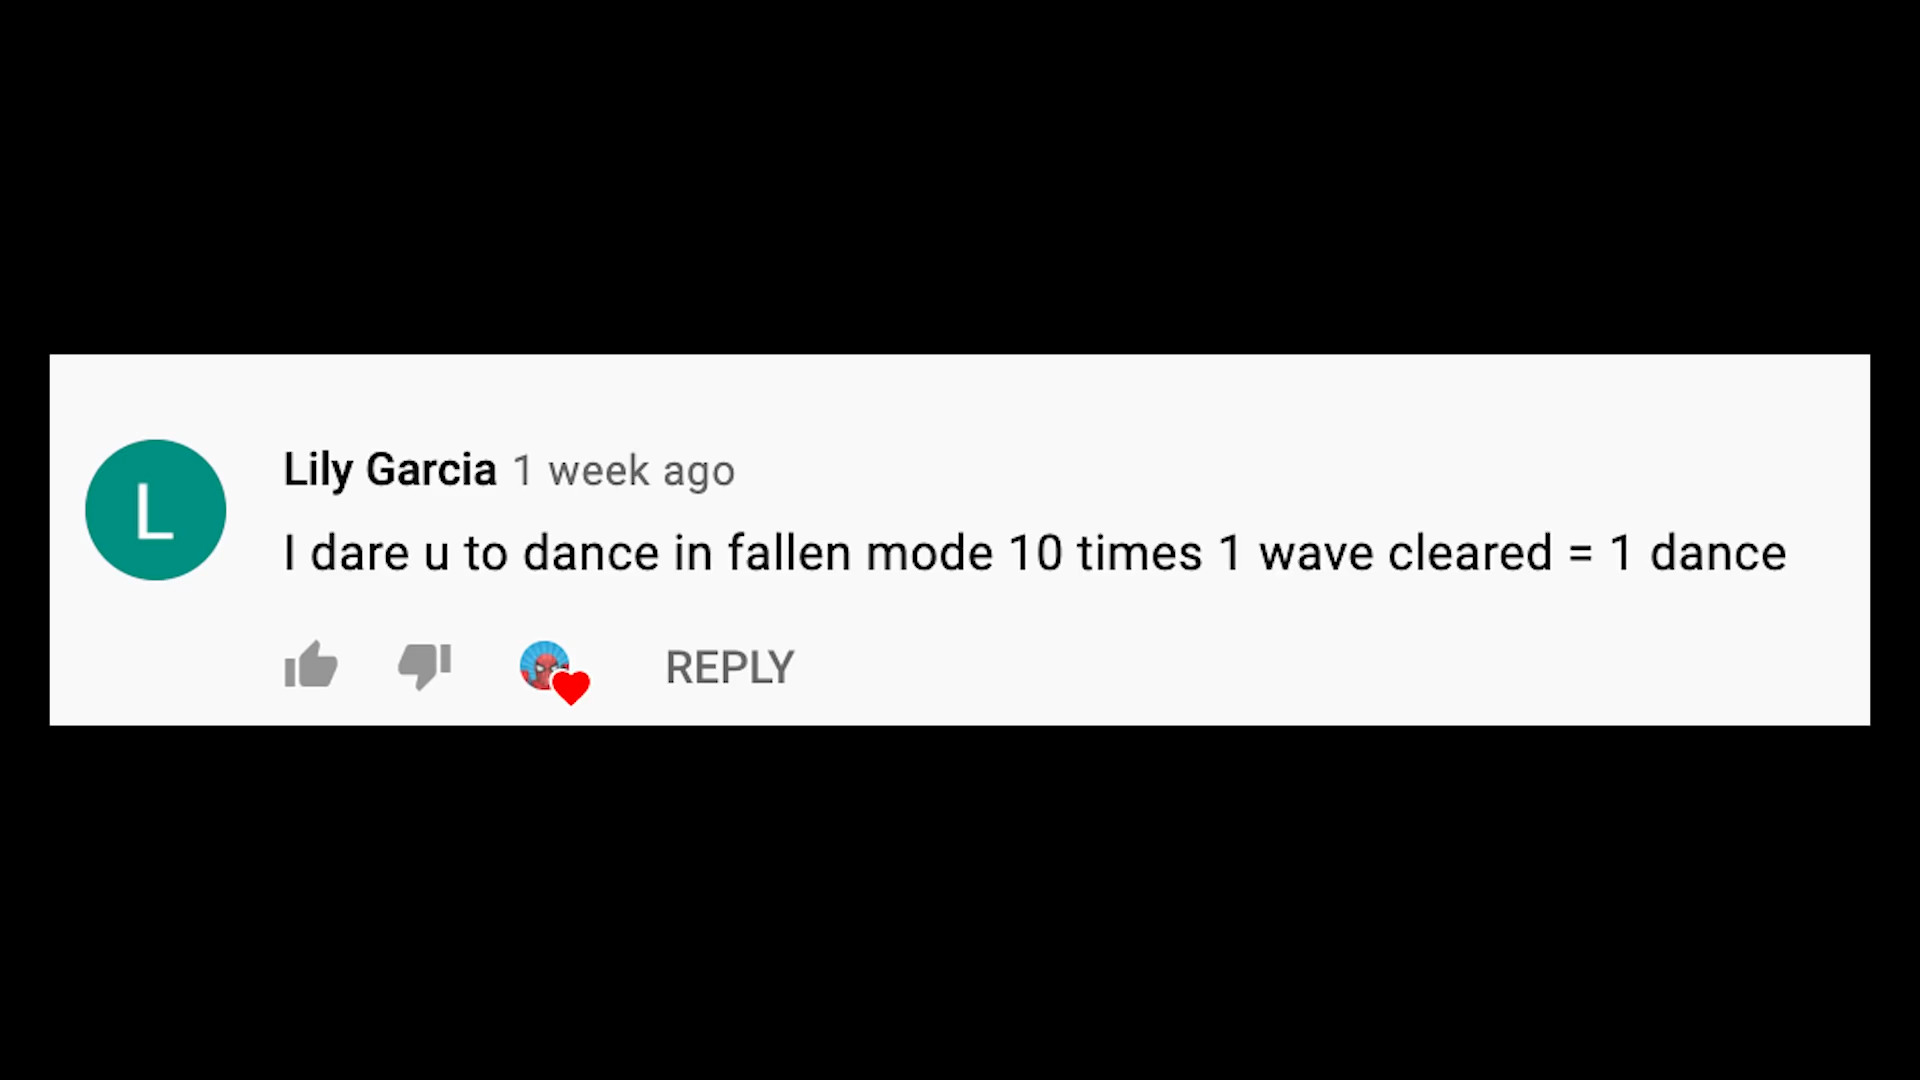 L
Lily Garcia 1 week ago
I dare u to dance in fallen mode 10 times 1 wave cleared = 1 dance
REPLY